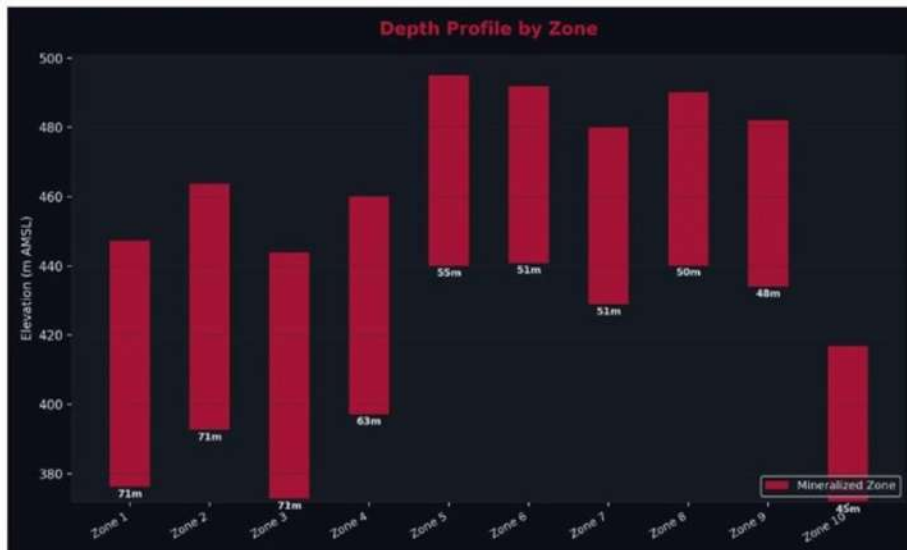 Depth Profile by Zone
Elevation (m AMSL)
500
480
460
440
420
400
380
71m
71m
71m
63m
55m
51m
51m
50m
48m
45m
Mineralized Zone
Zone 1
Zone 2
Zone 3
Zone 4
Zone 5
Zone 6
Zone 7
Zone 8
Zone 9
Zone 10